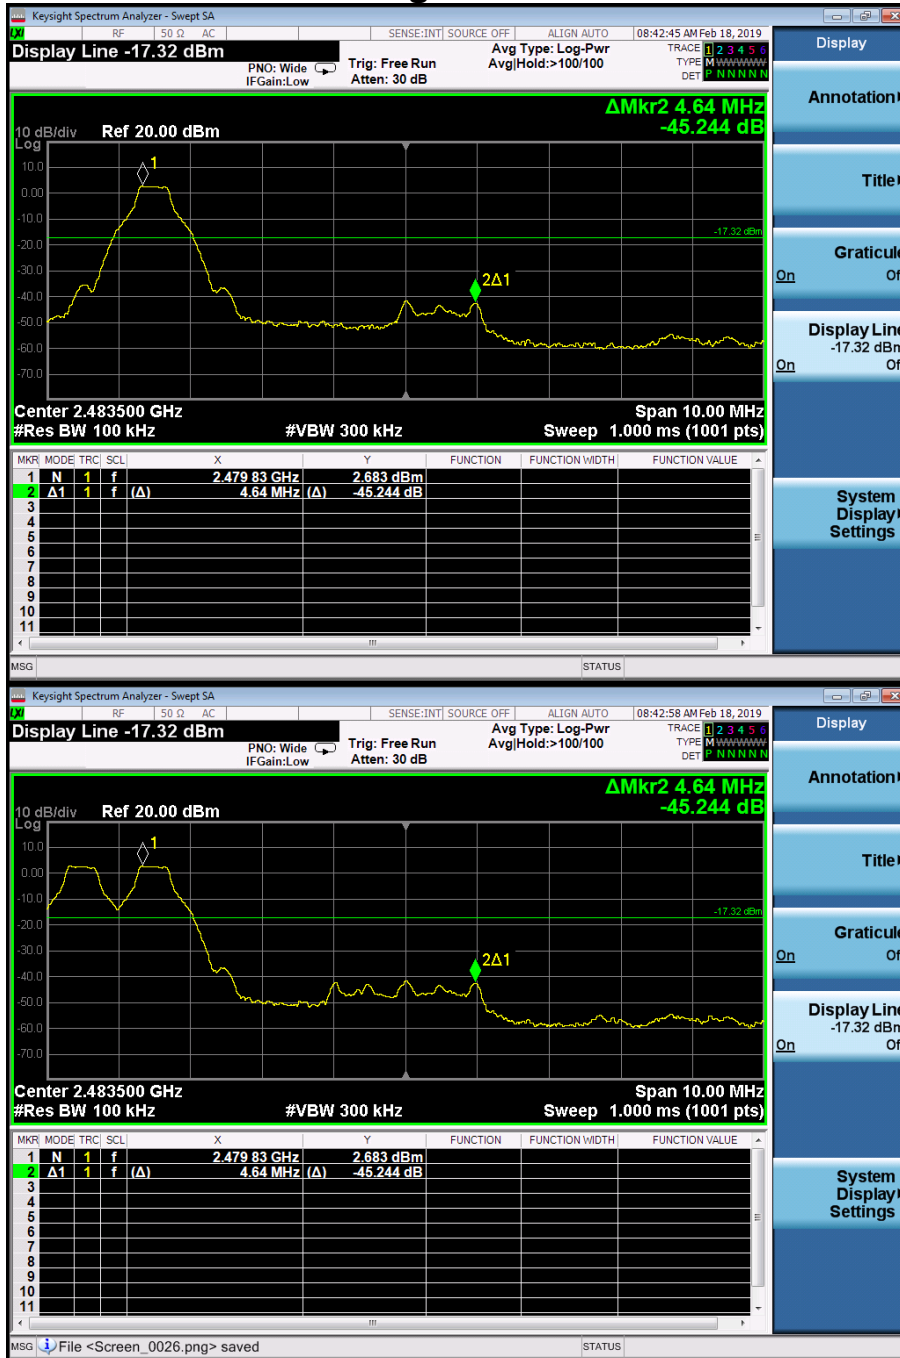 Keysight Spectrum Analyzer - Swept SA
LXI RF 50 Ω AC SENSE:INT SOURCE OFF ALIGN AUTO 08:42:45 AM Feb 18, 2019
Display Line -17.32 dBm
PNO: Wide
IFGain:Low
Trig: Free Run
Atten: 30 dB
Avg Type: Log-Pwr
Avg|Hold:>100/100
TRACE 1 2 3 4 5 6
TYPE M W W W W W
DET P N N N N N
ΔMkr2 4.64 MHz
-45.244 dB
10 dB/div Ref 20.00 dBm
Log
10.0
0.00
-10.0
-20.0
-30.0
-40.0
-50.0
-60.0
-70.0
1
-17.32 dBm
2Δ1
Center 2.483500 GHz Span 10.00 MHz
#Res BW 100 kHz #VBW 300 kHz Sweep 1.000 ms (1001 pts)
MKR MODE TRC SCL X Y FUNCTION FUNCTION WIDTH FUNCTION VALUE
1 N 1 f 2.479 83 GHz 2.683 dBm
2 Δ1 1 f (Δ) 4.64 MHz (Δ) -45.244 dB
3
4
5
6
7
8
9
10
11
MSG STATUS
Display
Annotation
Title
Graticule
On Off
Display Line
-17.32 dBm
On Off
System
Display
Settings
Keysight Spectrum Analyzer - Swept SA
LXI RF 50 Ω AC SENSE:INT SOURCE OFF ALIGN AUTO 08:42:58 AM Feb 18, 2019
Display Line -17.32 dBm
PNO: Wide
IFGain:Low
Trig: Free Run
Atten: 30 dB
Avg Type: Log-Pwr
Avg|Hold:>100/100
TRACE 1 2 3 4 5 6
TYPE M W W W W W
DET P N N N N N
ΔMkr2 4.64 MHz
-45.244 dB
10 dB/div Ref 20.00 dBm
Log
10.0
0.00
-10.0
-20.0
-30.0
-40.0
-50.0
-60.0
-70.0
1
-17.32 dBm
2Δ1
Center 2.483500 GHz Span 10.00 MHz
#Res BW 100 kHz #VBW 300 kHz Sweep 1.000 ms (1001 pts)
MKR MODE TRC SCL X Y FUNCTION FUNCTION WIDTH FUNCTION VALUE
1 N 1 f 2.479 83 GHz 2.683 dBm
2 Δ1 1 f (Δ) 4.64 MHz (Δ) -45.244 dB
3
4
5
6
7
8
9
10
11
MSG File <Screen_0026.png> saved STATUS
Display
Annotation
Title
Graticule
On Off
Display Line
-17.32 dBm
On Off
System
Display
Settings